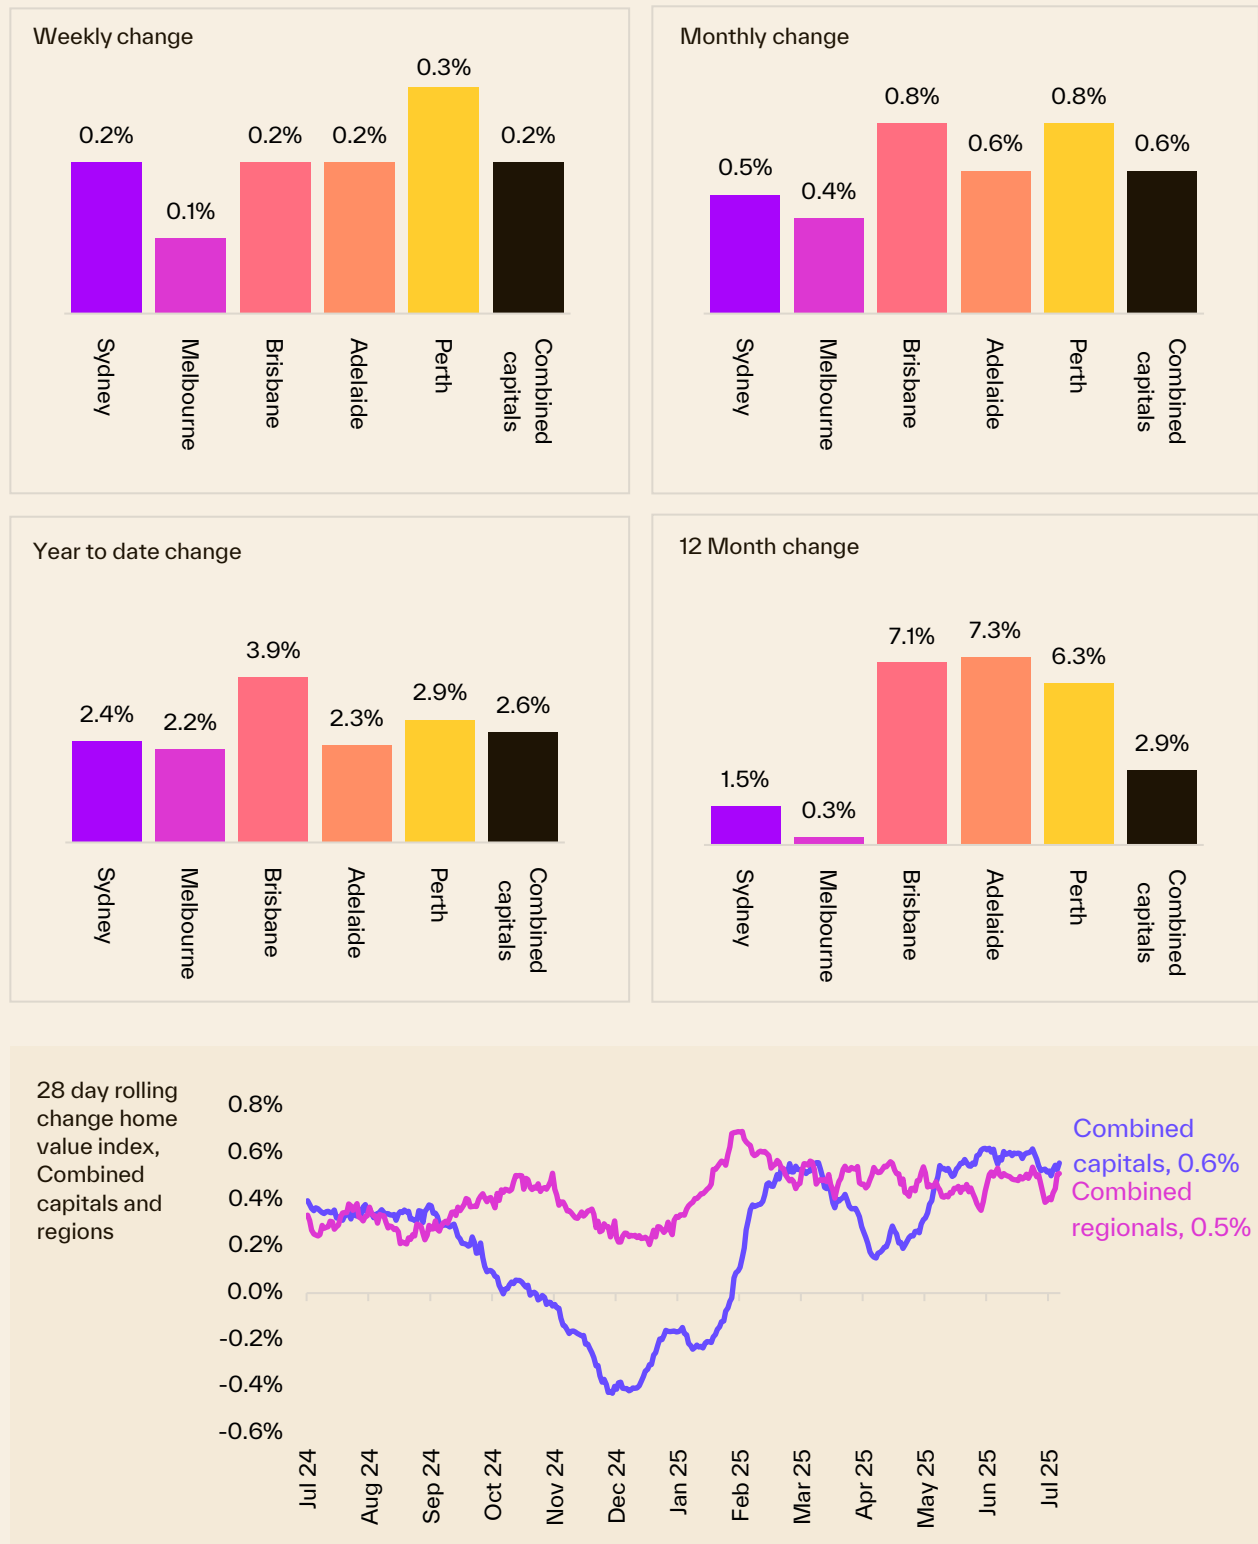 Weekly change
0.2%
0.1%
0.2%
0.2%
0.3%
0.2%
Sydney
Melbourne
Brisbane
Adelaide
Perth
Combined
capitals
Monthly change
0.5%
0.4%
0.8%
0.6%
0.8%
0.6%
Sydney
Melbourne
Brisbane
Adelaide
Perth
Combined
capitals
Year to date change
2.4%
2.2%
3.9%
2.3%
2.9%
2.6%
Sydney
Melbourne
Brisbane
Adelaide
Perth
Combined
capitals
12 Month change
1.5%
0.3%
7.1%
7.3%
6.3%
2.9%
Sydney
Melbourne
Brisbane
Adelaide
Perth
Combined
capitals
28 day rolling
change home
value index,
Combined
capitals and
regions
0.8%
0.6%
0.4%
0.2%
0.0%
-0.2%
-0.4%
-0.6%
Jul 24
Aug 24
Sep 24
Oct 24
Nov 24
Dec 24
Jan 25
Feb 25
Mar 25
Apr 25
May 25
Jun 25
Jul 25
Combined
capitals, 0.6%
Combined
regionals, 0.5%